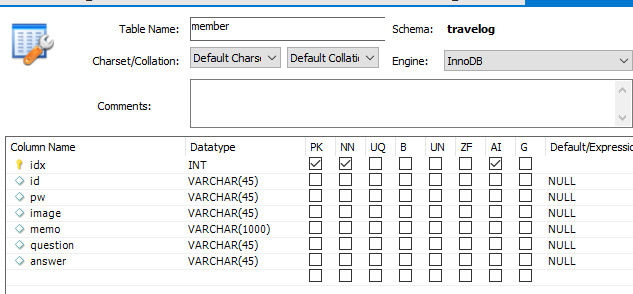 Table Name: member Schema: travelog
Charset/Collation: Default Charse Default Collatic Engine: InnoDB
Comments:
Column Name Datatype PK NN UQ B UN ZF AI G Default/Expressio
idx INT
id VARCHAR(45) NULL
pw VARCHAR(45) NULL
image VARCHAR(45) NULL
memo VARCHAR(1000) NULL
question VARCHAR(45) NULL
answer VARCHAR(45) NULL